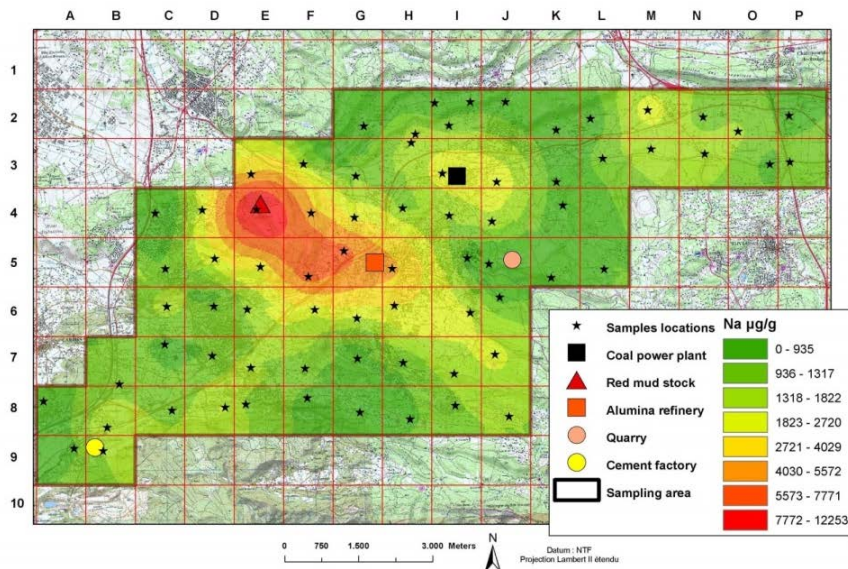 A B C D E F G H I J K L M N O P
1
2
3
4
5
6
7
8
9
10
Na µg/g
Samples locations
Coal power plant
Red mud stock
Alumina refinery
Quarry
Cement factory
Sampling area
0 - 935
936 - 1317
1318 - 1822
1823 - 2720
2721 - 4029
4030 - 5572
5573 - 7771
7772 - 12253
0 750 1.500 3.000 Meters
N
Datum : NTF
Projection Lambert II étendu